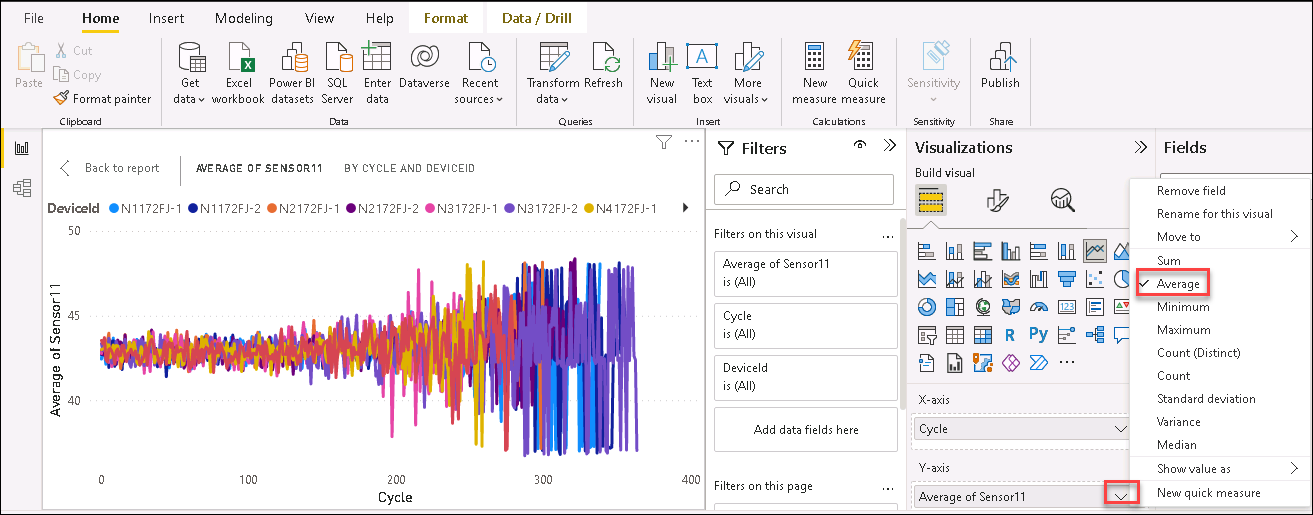 File Home Insert Modeling View Help Format Data / Drill
Paste
Cut
Copy
Format painter
Clipboard
Get data
Excel workbook
Power BI datasets
SQL Server
Enter data
Dataverse
Recent sources
Data
Transform data
Refresh
Queries
New visual
Text box
More visuals
Insert
New measure
Quick measure
Calculations
Sensitivity
Sensitivity
Publish
Share
Back to report
AVERAGE OF SENSOR11 BY CYCLE AND DEVICEID
DeviceId N1172FJ-1 N1172FJ-2 N2172FJ-1 N2172FJ-2 N3172FJ-1 N3172FJ-2 N4172FJ-1
50
45
40
Average of Sensor11
0 100 200 300 400
Cycle
Filters
Search
Filters on this visual ...
Average of Sensor11
is (All)
Cycle
is (All)
DeviceId
is (All)
Add data fields here
Filters on this page ...
Visualizations
Build visual
123
R
Py
...
X-axis
Cycle
Y-axis
Average of Sensor11
Fields
Remove field
Rename for this visual
Move to
Sum
Average
Minimum
Maximum
Count (Distinct)
Count
Standard deviation
Variance
Median
Show value as
New quick measure